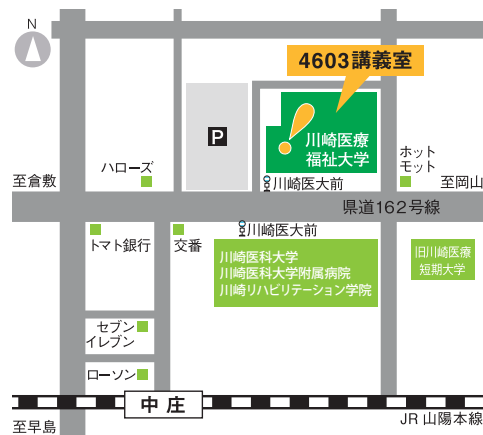 N
4603講義室
P
川崎医療
福祉大学
ホット
モット
ハローズ
至倉敷
川崎医大前
至岡山
県道162号線
川崎医大前
トマト銀行
交番
川崎医科大学
川崎医科大学附属病院
川崎リハビリテーション学院
旧川崎医療
短期大学
セブン
イレブン
ローソン
中庄
至早島
JR山陽本線